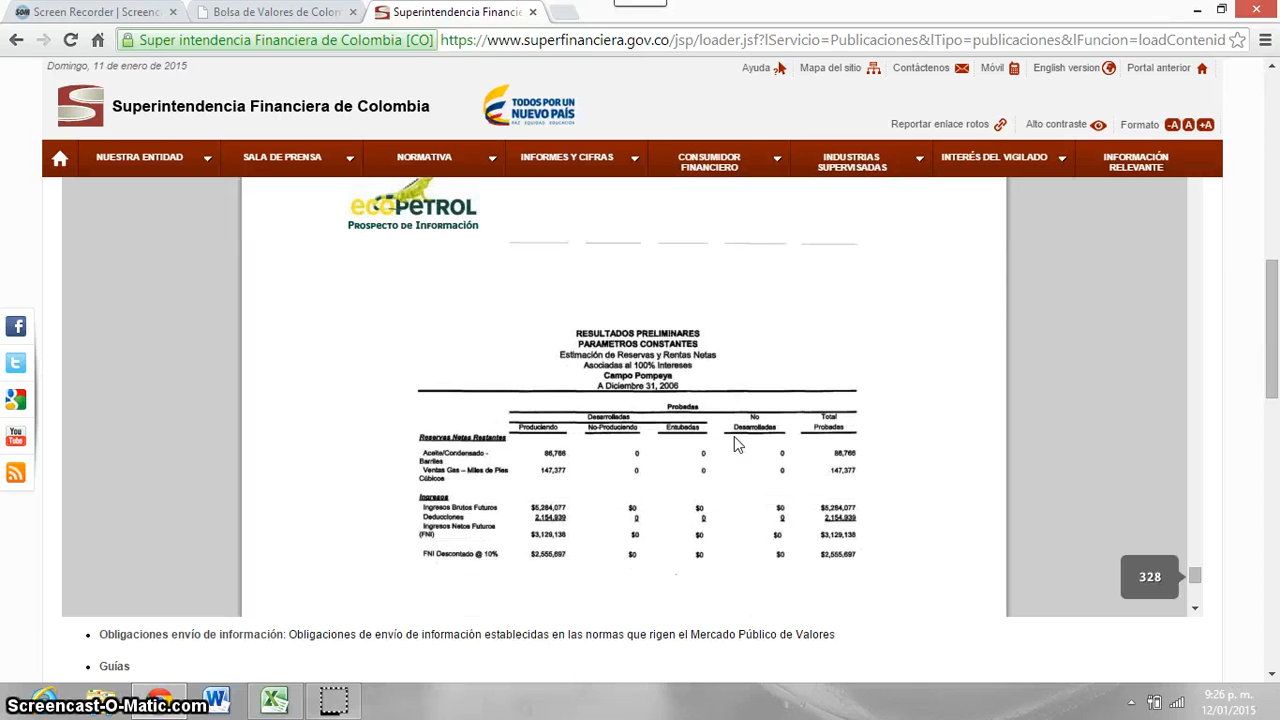 Screen Recorder | Screenc
Bolsa de Valores de Colom
Superintendencia Financie
Super intendencia Financiera de Colombia [CO] https://www.superfinanciera.gov.co/jsp/loader.jsf?lServicio=Publicaciones&lTipo=publicaciones&lFuncion=loadContenid
Domingo, 11 de enero de 2015
Ayuda Mapa del sitio Contáctenos Móvil English version Portal anterior
Superintendencia Financiera de Colombia
TODOS POR UN
NUEVO PAÍS
PAZ EQUIDAD EDUCACIÓN
Reportar enlace rotos Alto contraste Formato -A A +A
NUESTRA ENTIDAD SALA DE PRENSA NORMATIVA INFORMES Y CIFRAS CONSUMIDOR FINANCIERO INDUSTRIAS SUPERVISADAS INTERÉS DEL VIGILADO INFORMACIÓN RELEVANTE
ecoPETROL
PROSPECTO DE INFORMACIÓN
RESULTADOS PRELIMINARES
PARAMETROS CONSTANTES
Estimación de Reservas y Rentas Netas
Asociadas al 100% Intereses
Campo Pompeya
A Diciembre 31, 2006
Probadas
Desarrolladas No Total
Produciendo No-Produciendo Entubadas Desarrolladas Probadas
Reservas Netas Restantes
Aceite/Condensado - 0 0 0
Barriles
Ventas Gas – Miles de Pies 147,377 0 0 0 147,377
Cúbicos
Ingresos
Ingresos Brutos Futuros $5,284,077 $0 $0 $0 $5,284,077
Deducciones 2,154,939 0 0 0 2,154,939
Ingresos Netos Futuros
(FNI) $3,129,138 $0 $0 $0 $3,129,138
FNI Descontado @ 10% $2,555,697 $0 $0 $0 $2,555,697
328
You
Tube
Obligaciones envío de información: Obligaciones de envío de información establecidas en las normas que rigen el Mercado Público de Valores
Guías
Screencast-O-Matic.com
9:26 p. m.
12/01/2015